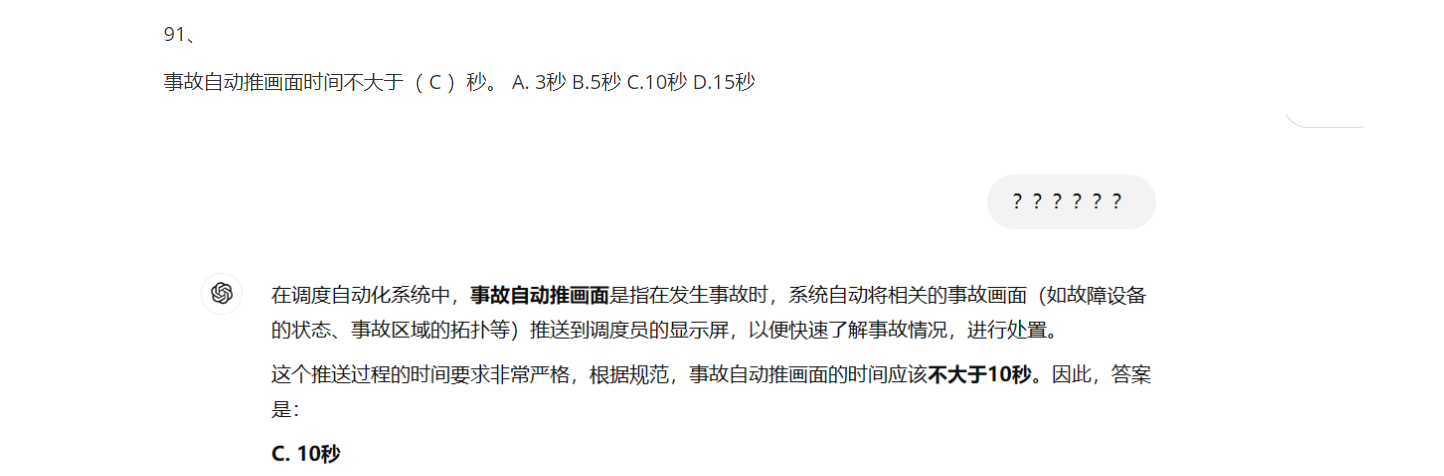 91、
事故自动推画面时间不大于（ C ）秒。 A. 3秒 B.5秒 C.10秒 D.15秒
？？？？？？
在调度自动化系统中，事故自动推画面是指在发生事故时，系统自动将相关的事故画面（如故障设备
的状态、事故区域的拓扑等）推送到调度员的显示屏，以便快速了解事故情况，进行处置。
这个推送过程的时间要求非常严格，根据规范，事故自动推画面的时间应该不大于10秒。因此，答案
是：
C. 10秒